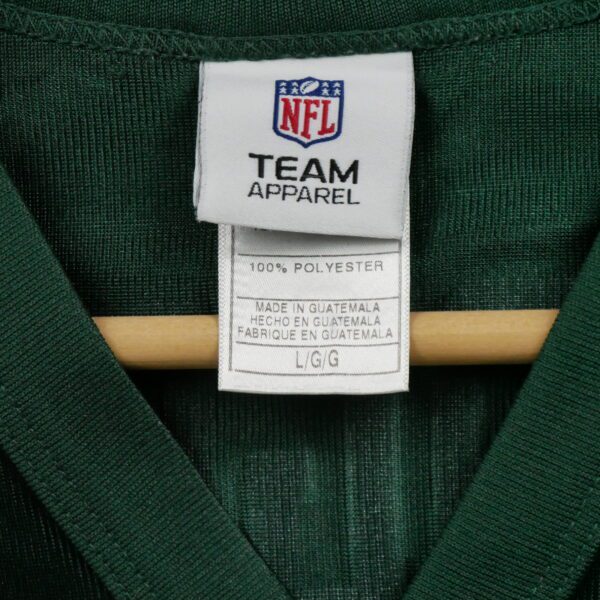 NFL
TEAM
APPAREL
100% POLYESTER
MADE IN GUATEMALA
HECHO EN GUATEMALA
FABRIQUE EN GUATEMALA
L/G/G